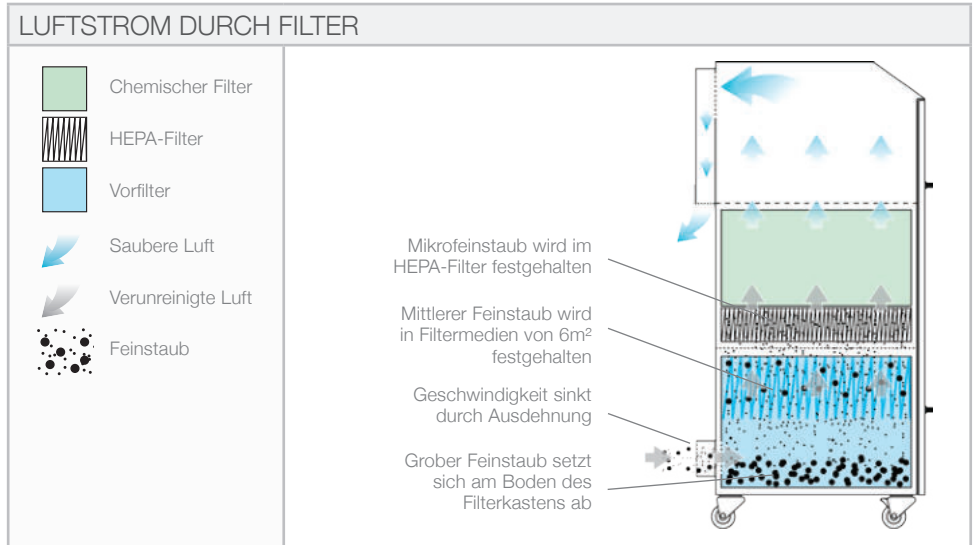 LUFTSTROM DURCH FILTER
Chemischer Filter
HEPA-Filter
Vorfilter
Saubere Luft
Verunreinigte Luft
Feinstaub
Mikrofeinstaub wird im
HEPA-Filter festgehalten
Mittlerer Feinstaub wird
in Filtermedien von 6m²
festgehalten
Geschwindigkeit sinkt
durch Ausdehnung
Grober Feinstaub setzt
sich am Boden des
Filterkastens ab